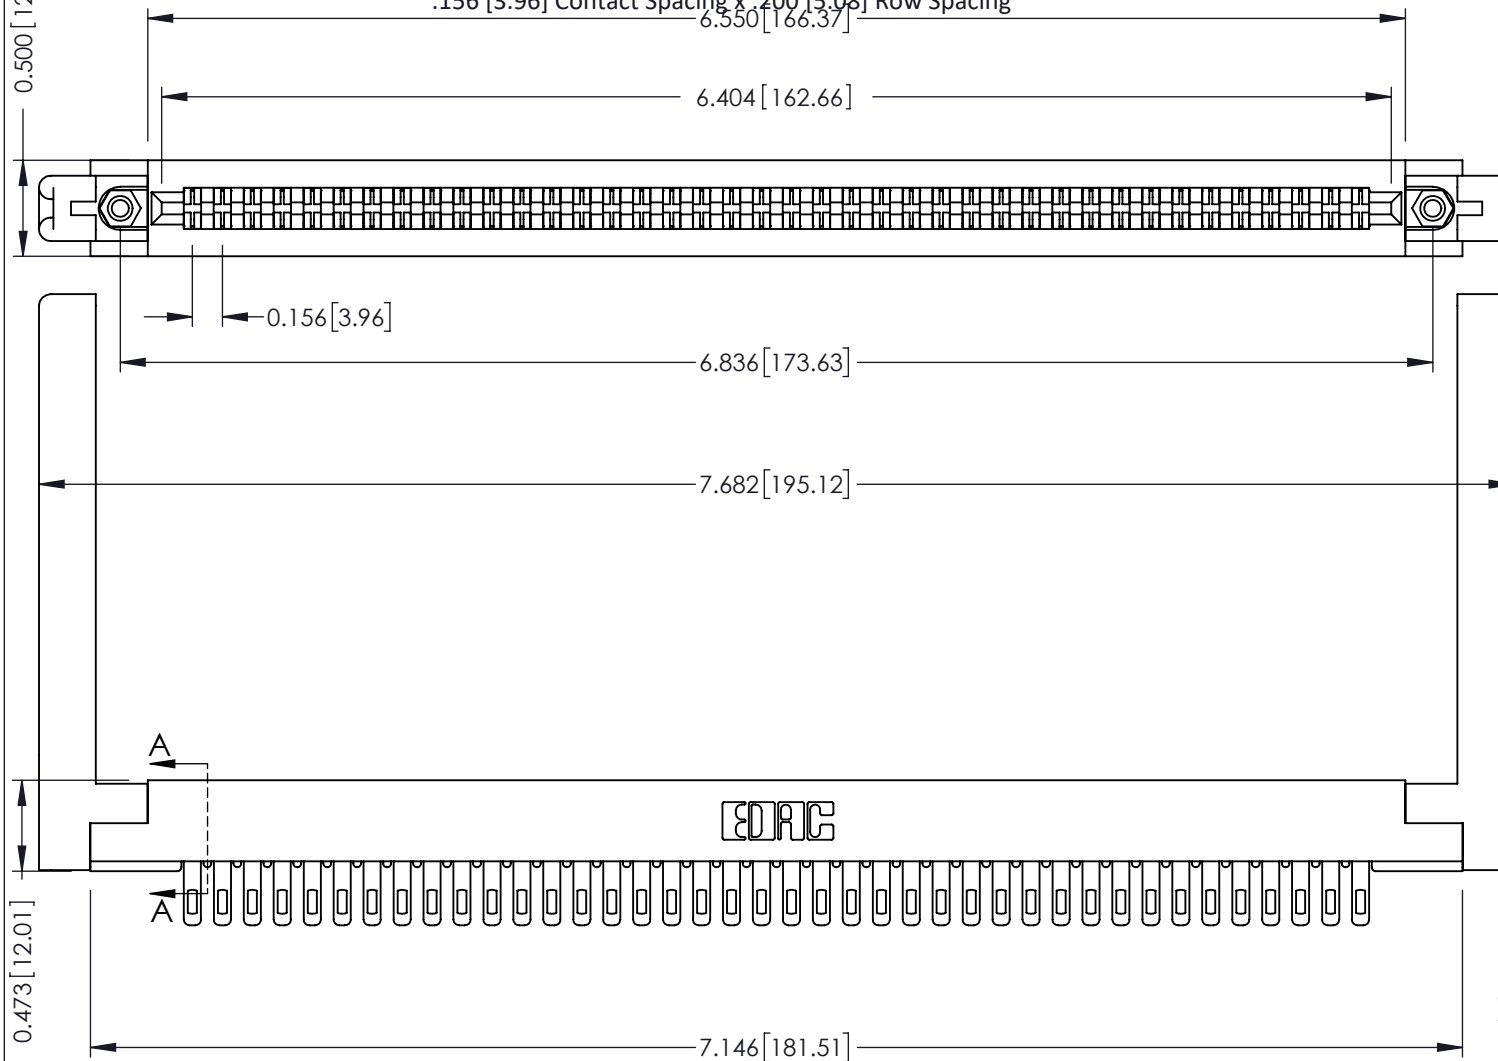 .156 [3.96] Contact Spacing x .200 [5.08] Row Spacing
6.550[166.37]
0.500
6.404[162.66]
0.156[3.96]
6.836[173.63]
7.682[195.12]
A
EDAC
A
0.473[12.01]
7.146[181.51]